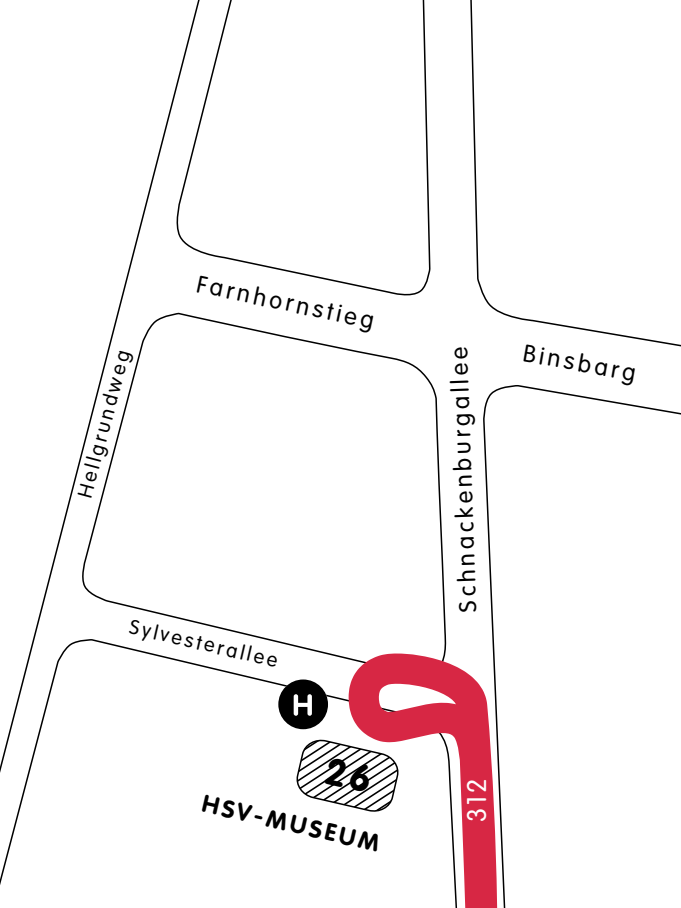 Farnhornstieg
Binsbarg
Hellgrundweg
Schnackenburgallee
Sylvesterallee
H
26
312
HSV-MUSEUM